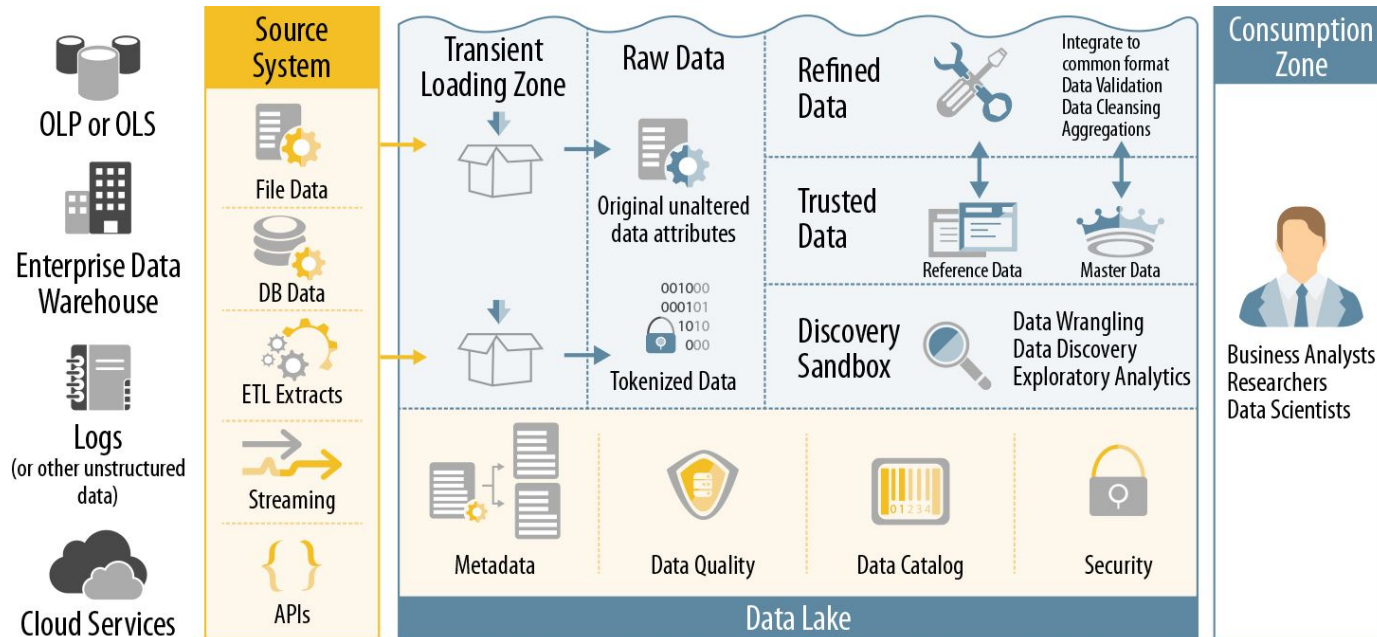 OLP or OLS
Enterprise Data
Warehouse
Logs
(or other unstructured
data)
Cloud Services
Source
System
File Data
DB Data
ETL Extracts
Streaming
{ }
APIs
Transient
Loading Zone
Raw Data
Original unaltered
data attributes
001000
000101
1010
000
Tokenized Data
Refined
Data
Integrate to
common format
Data Validation
Data Cleansing
Aggregations
Trusted
Data
Reference Data
Master Data
Discovery
Sandbox
Data Wrangling
Data Discovery
Exploratory Analytics
Metadata
Data Quality
01234
Data Catalog
Security
Data Lake
Consumption
Zone
Business Analysts
Researchers
Data Scientists